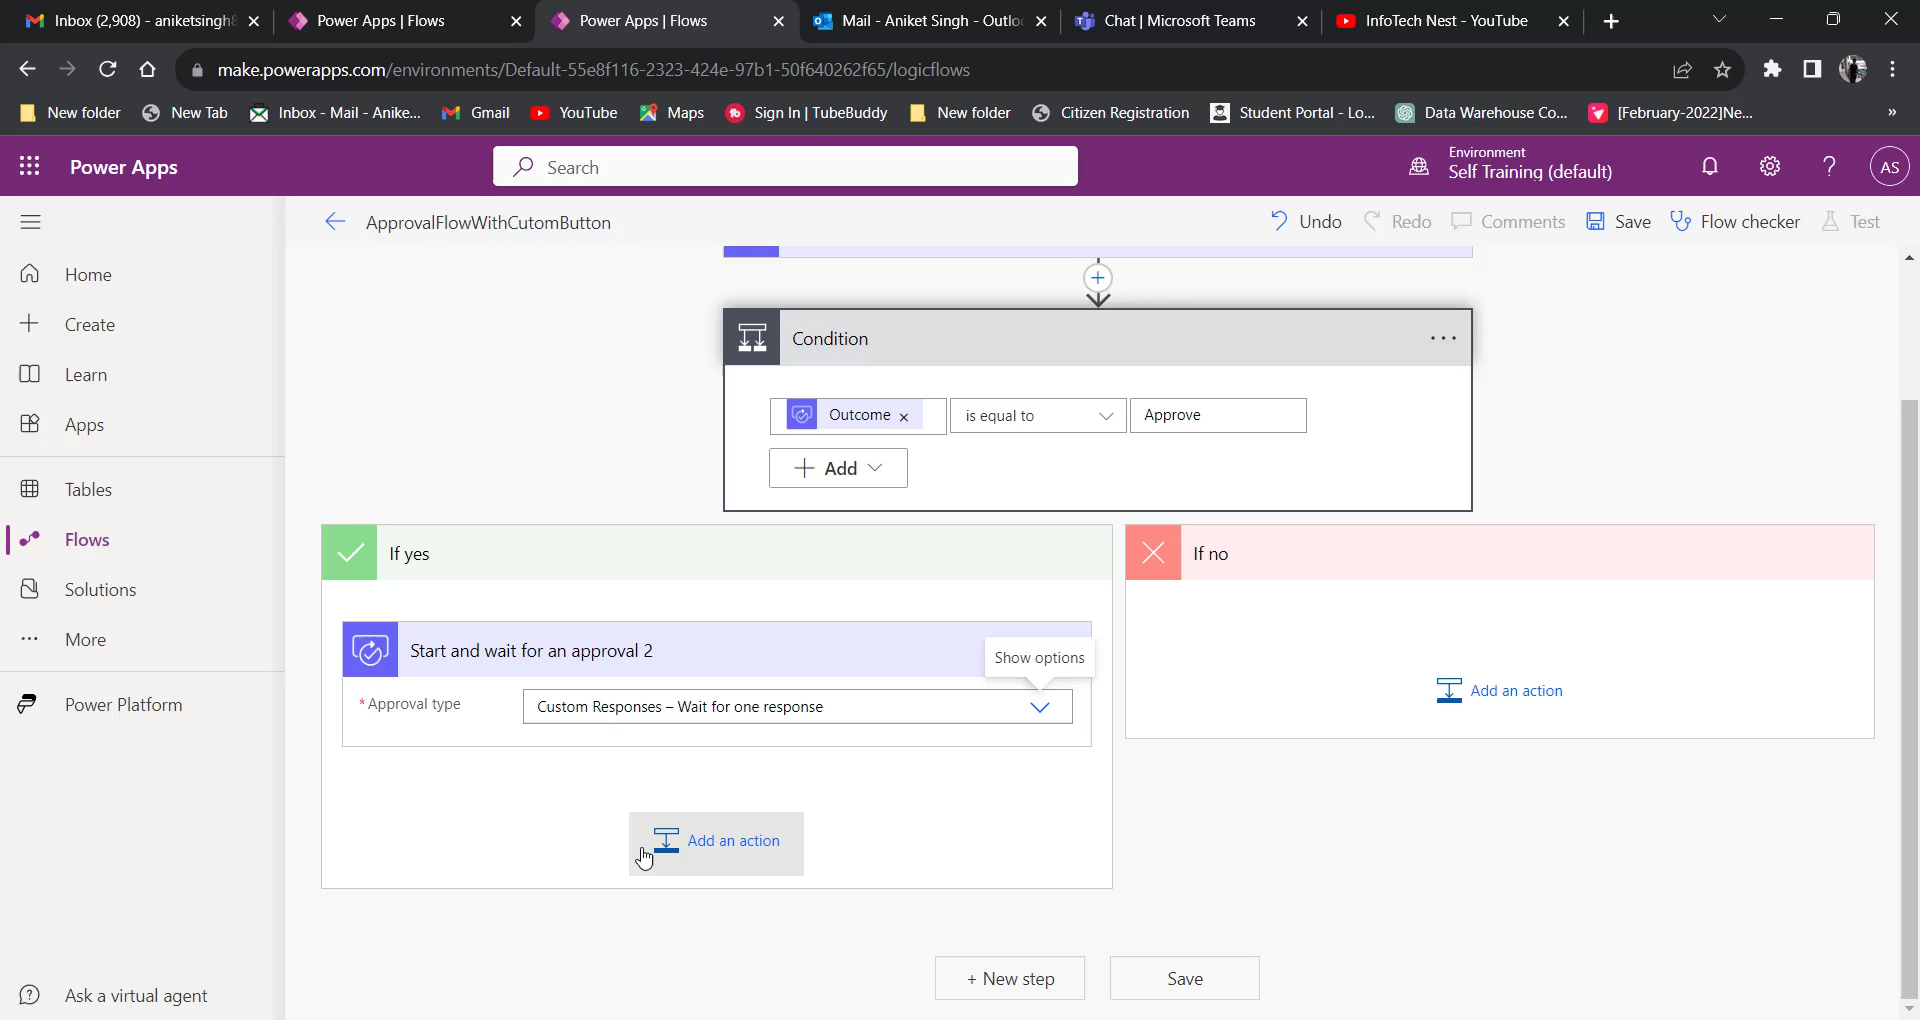 Inbox (2,908) - aniketsingh8
Power Apps | Flows
Power Apps | Flows
Mail - Aniket Singh - Outlo
Chat | Microsoft Teams
InfoTech Nest - YouTube
make.powerapps.com/environments/Default-55e8f116-2323-424e-97b1-50f640262f65/logicflows
New folder
New Tab
Inbox - Mail - Anike...
Gmail
YouTube
Maps
Sign In | TubeBuddy
New folder
Citizen Registration
Student Portal - Lo...
Data Warehouse Co...
[February-2022]Ne...
»
Power Apps
Search
Environment
Self Training (default)
?
AS
ApprovalFlowWithCutomButton
Undo
Redo
Comments
Save
Flow checker
Test
Home
Create
Learn
Apps
Tables
Flows
Solutions
More
Power Platform
Ask a virtual agent
Condition
...
Outcome
is equal to
Approve
Add
If yes
Start and wait for an approval 2
Show options
* Approval type
Custom Responses – Wait for one response
Add an action
If no
Add an action
+ New step
Save